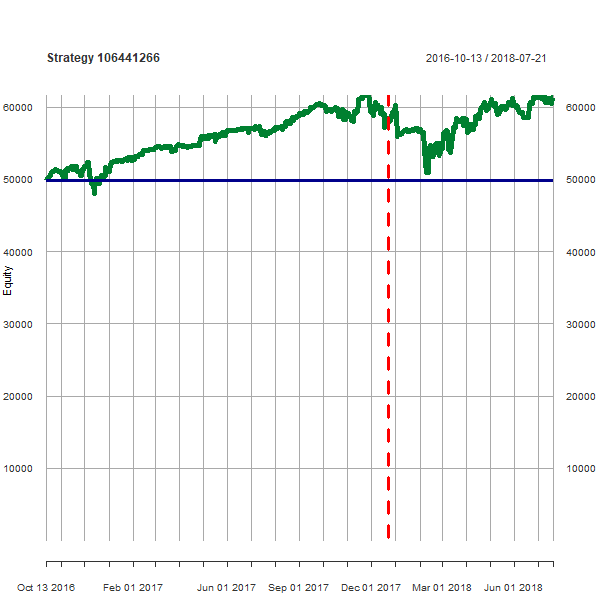 Strategy 106441266
2016-10-13 / 2018-07-21
60000
60000
50000
50000
40000
40000
Equity
30000
30000
20000
20000
10000
10000
Oct 13 2016
Feb 01 2017
Jun 01 2017
Sep 01 2017
Dec 01 2017
Mar 01 2018
Jun 01 2018